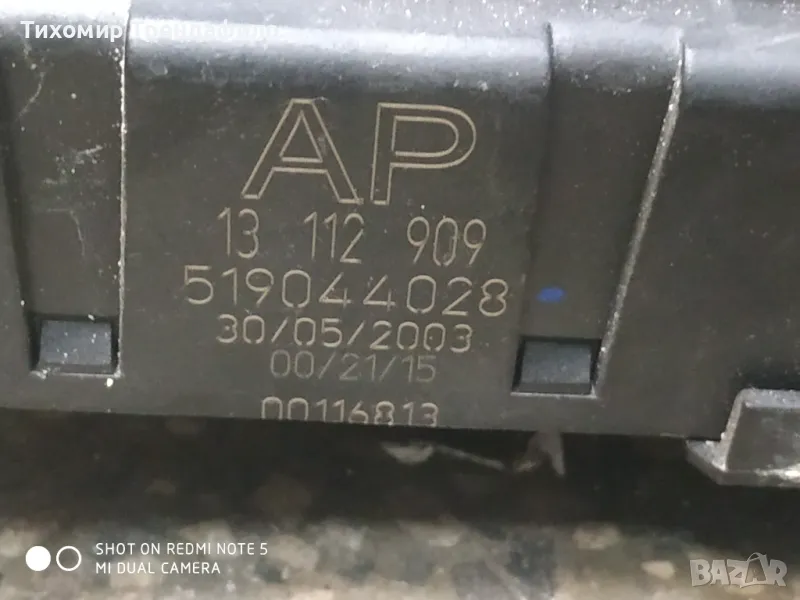 Тихомир
AP
13 112 909
519044028
30/05/2003
00/21/15
00116813
SHOT ON REDMI NOTE 5
MI DUAL CAMERA
BAZAR